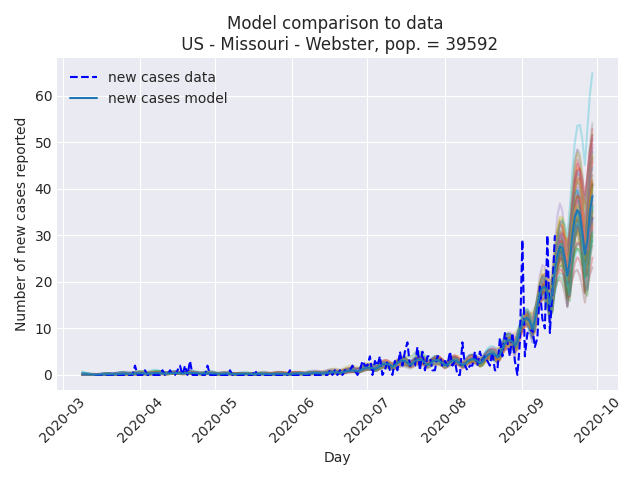 Model comparison to data
US - Missouri - Webster, pop. = 39592
new cases data
new cases model
Number of new cases reported
60
50
40
30
20
10
0
2020-03
2020-04
2020-05
2020-06
2020-07
2020-08
2020-09
2020-10
Day